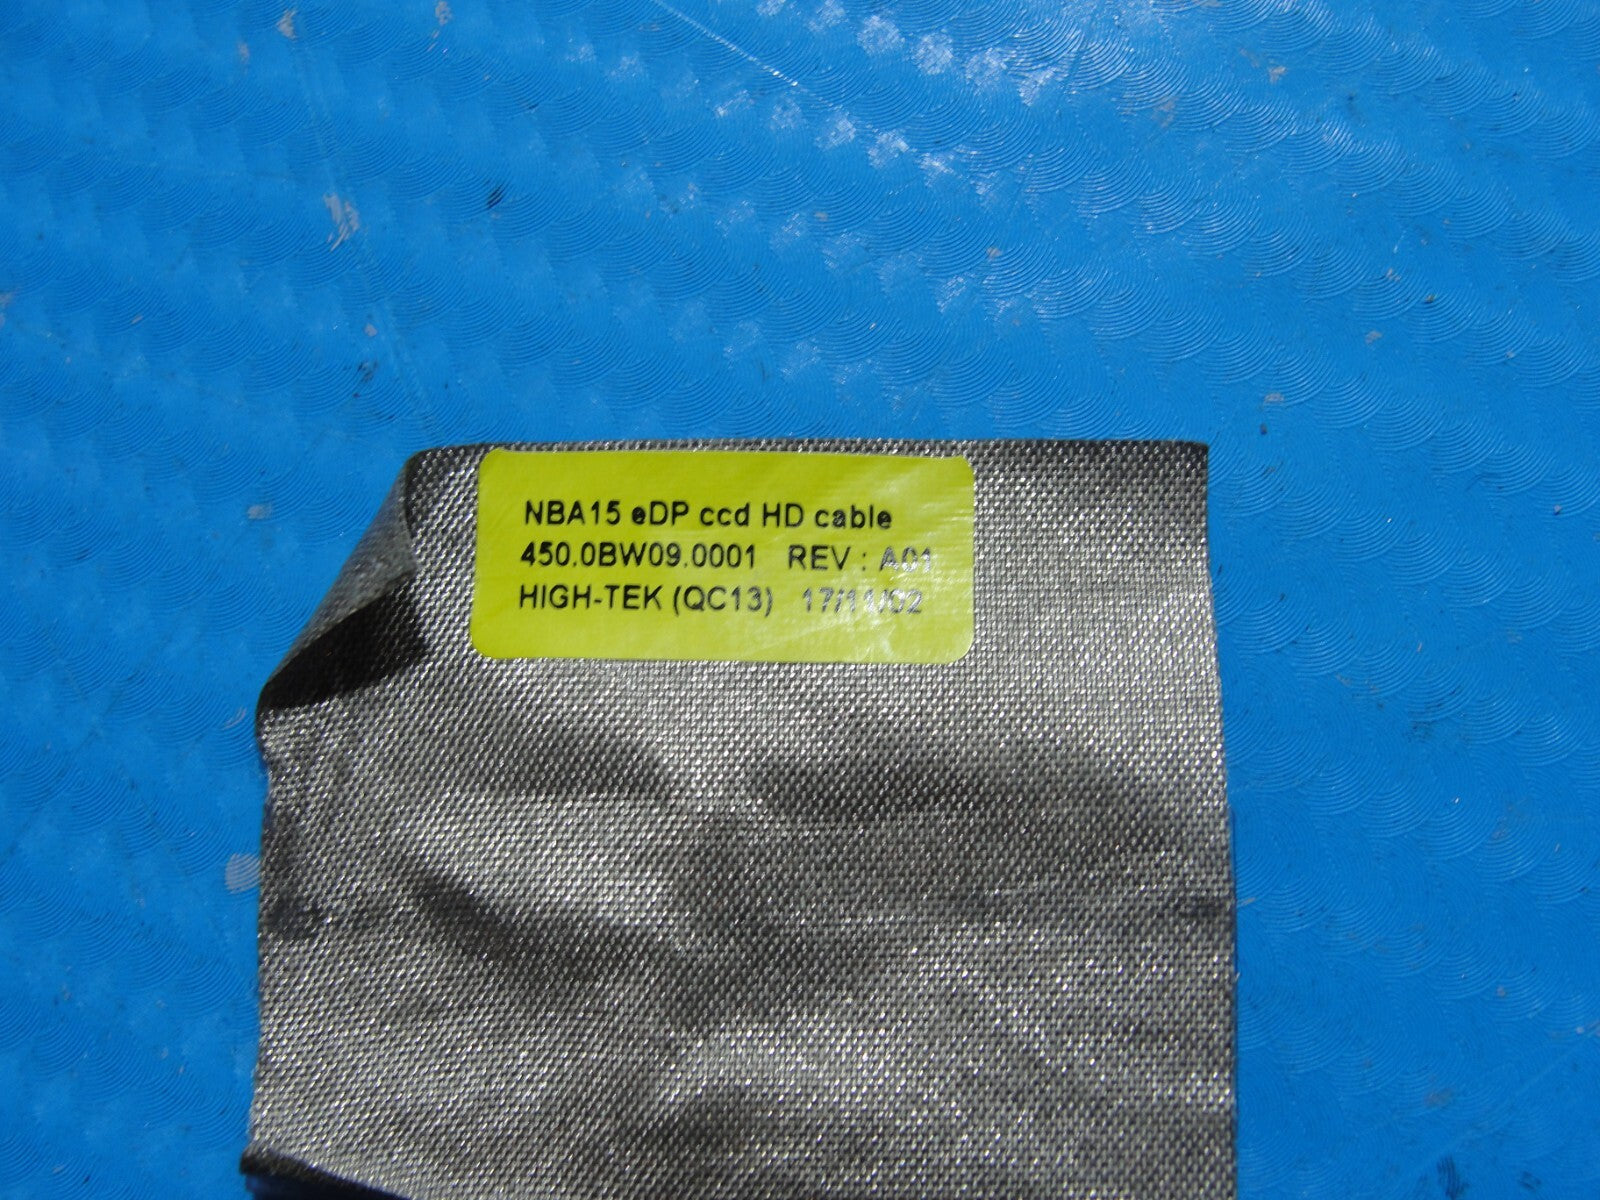 NBA15 eDP ccd HD cable
450.0BW09.0001 REV : A01
HIGH-TEK (QC13) 17/11/02